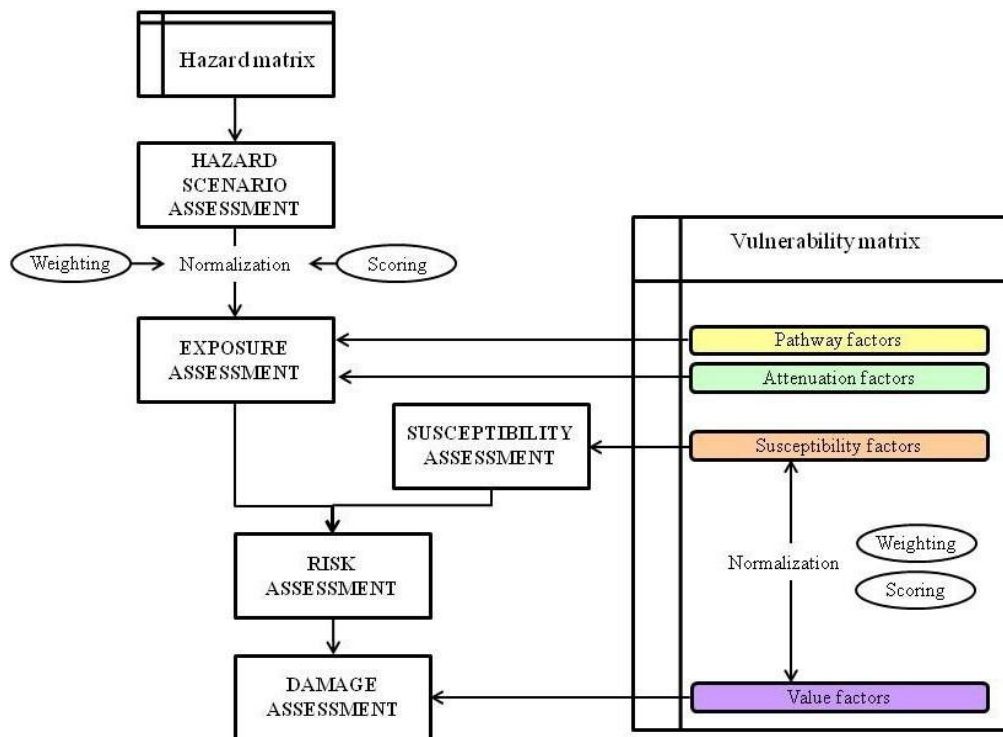 Hazard matrix
HAZARD
SCENARIO
ASSESSMENT
Weighting
Normalization
Scoring
EXPOSURE
ASSESSMENT
SUSCEPTIBILITY
ASSESSMENT
RISK
ASSESSMENT
DAMAGE
ASSESSMENT
Vulnerability matrix
Pathway factors
Attenuation factors
Susceptibility factors
Normalization
Weighting
Scoring
Value factors